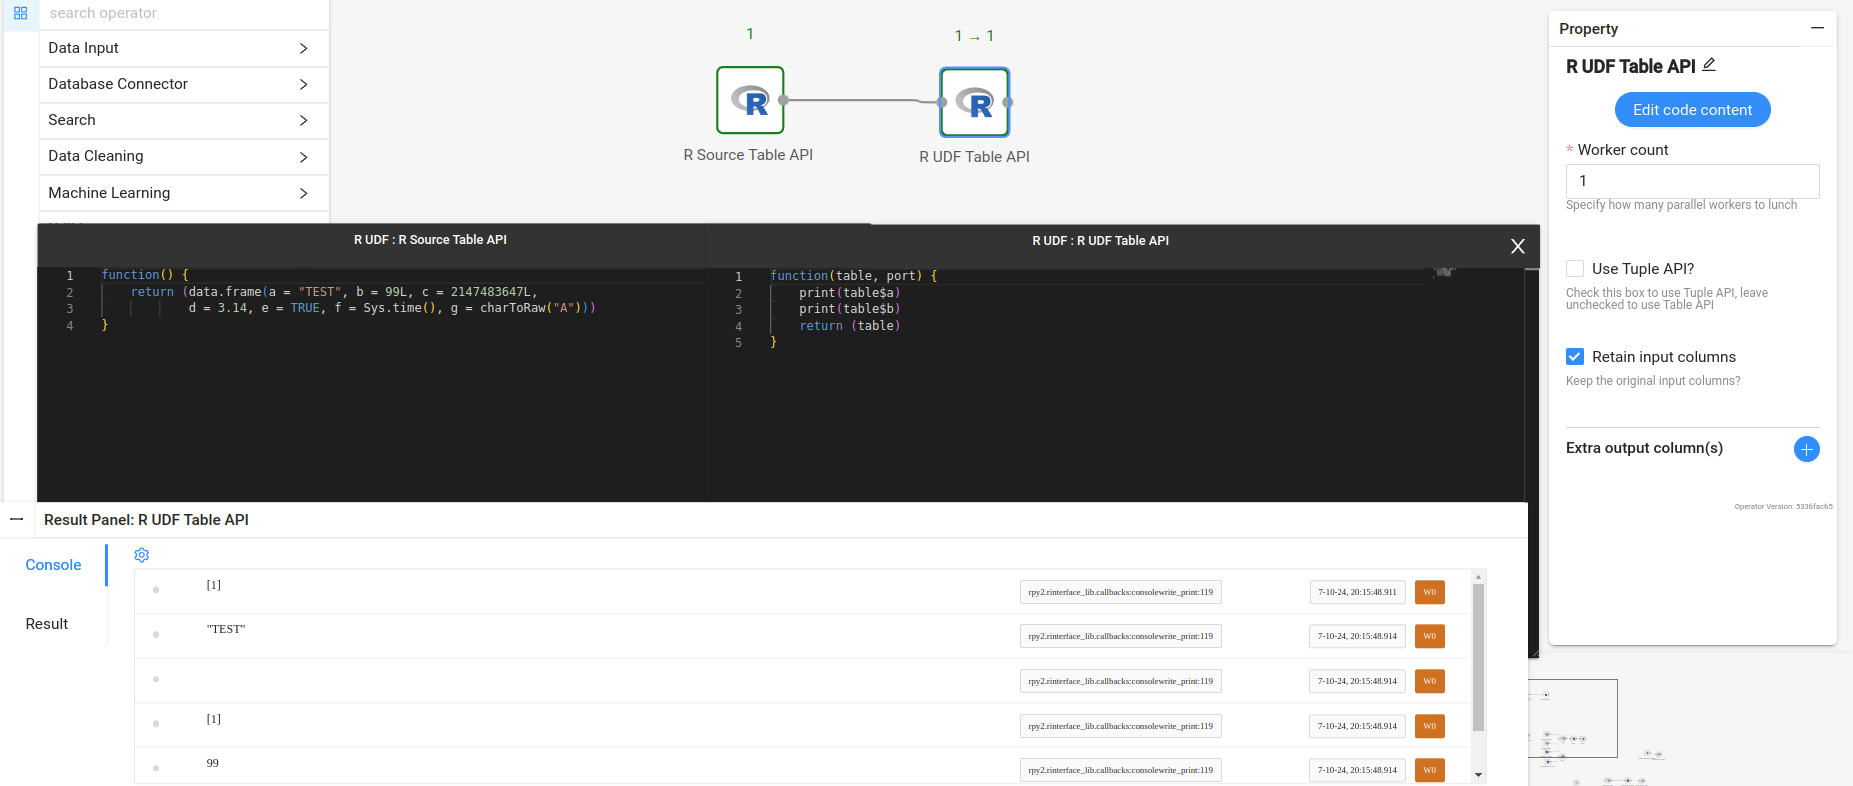 search operator
Data Input
Database Connector
Search
Data Cleaning
Machine Learning
1
R Source Table API
1 → 1
R UDF Table API
R UDF : R Source Table API
1 function() {
2     return (data.frame(a = "TEST", b = 99L, c = 2147483647L,
3             d = 3.14, e = TRUE, f = Sys.time(), g = charToRaw("A")))
4 }
R UDF : R UDF Table API
1 function(table, port) {
2     print(table$a)
3     print(table$b)
4     return (table)
5 }
Property
R UDF Table API
Edit code content
* Worker count
1
Specify how many parallel workers to lunch
Use Tuple API?
Check this box to use Tuple API, leave
unchecked to use Table API
Retain input columns
Keep the original input columns?
Extra output column(s)
Operator Version: 5336fac65
Result Panel: R UDF Table API
Console
Result
[1] rpy2.rinterface_lib.callbacks:consolewrite_print:119 7-10-24, 20:15:48.911 W0
"TEST" rpy2.rinterface_lib.callbacks:consolewrite_print:119 7-10-24, 20:15:48.914 W0
rpy2.rinterface_lib.callbacks:consolewrite_print:119 7-10-24, 20:15:48.914 W0
[1] rpy2.rinterface_lib.callbacks:consolewrite_print:119 7-10-24, 20:15:48.914 W0
99 rpy2.rinterface_lib.callbacks:consolewrite_print:119 7-10-24, 20:15:48.914 W0